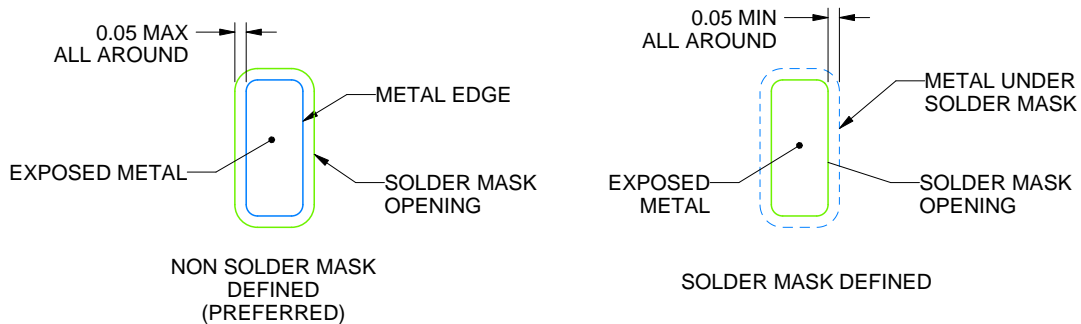 0.05 MAX
ALL AROUND
METAL EDGE
EXPOSED METAL
SOLDER MASK
OPENING
NON SOLDER MASK
DEFINED
(PREFERRED)
0.05 MIN
ALL AROUND
METAL UNDER
SOLDER MASK
EXPOSED
METAL
SOLDER MASK
OPENING
SOLDER MASK DEFINED